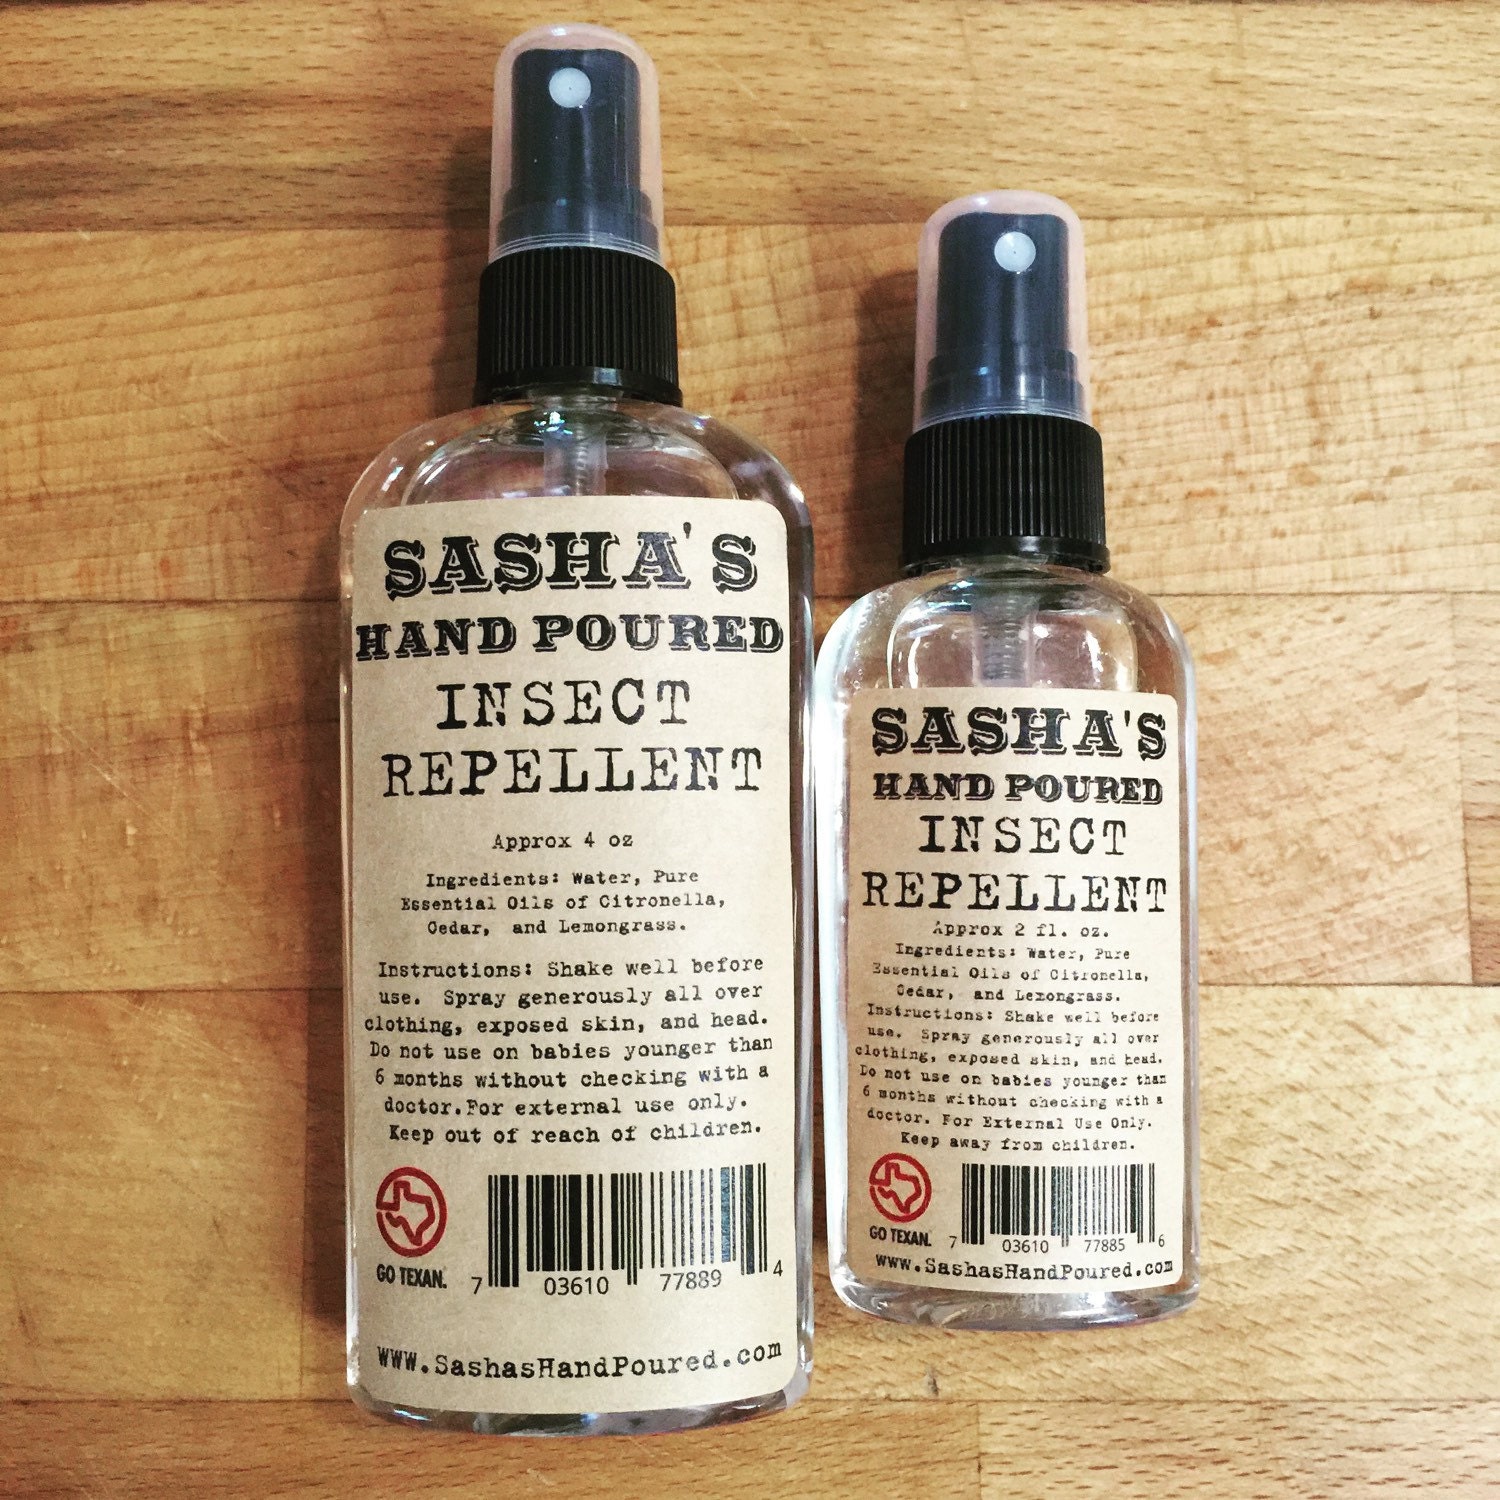 SASHA'S
HAND POURED
INSECT
REPELLENT
Approx 4 oz
Ingredients: Water, Pure
Essential Oils of Citronella,
Cedar, and Lemongrass.
Instructions: Shake well before
use. Spray generously all over
clothing, exposed skin, and head.
Do not use on babies younger than
6 months without checking with a
doctor.For external use only.
Keep out of reach of children.
GO TEXAN.
7 03610 77889 4
www.SashasHandPoured.com
SASHA'S
HAND POURED
INSECT
REPELLENT
Approx 2 fl. oz.
Ingredients: Water, Pure
Essential Oils of Citronella,
Cedar, and Lemongrass.
Instructions: Shake well before
use. Spray generously all over
clothing, exposed skin, and head.
Do not use on babies younger than
6 months without checking with a
doctor. For External Use Only.
Keep away from children.
GO TEXAN.
7 03610 77885 6
www.SashasHandPoured.com